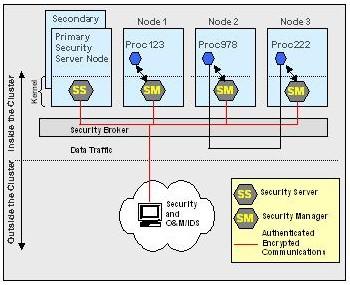 Secondary
Node 1
Node 2
Node 3
Primary
Security
Server Node
Proc123
Proc978
Proc222
Kernel
SS
SM
SM
SM
Inside the Cluster
Security Broker
Data Traffic
Outside the Cluster
Security
and
O&M/IDS
SS
Security Server
SM
Security Manager
Authenticated
Encrypted
Communications